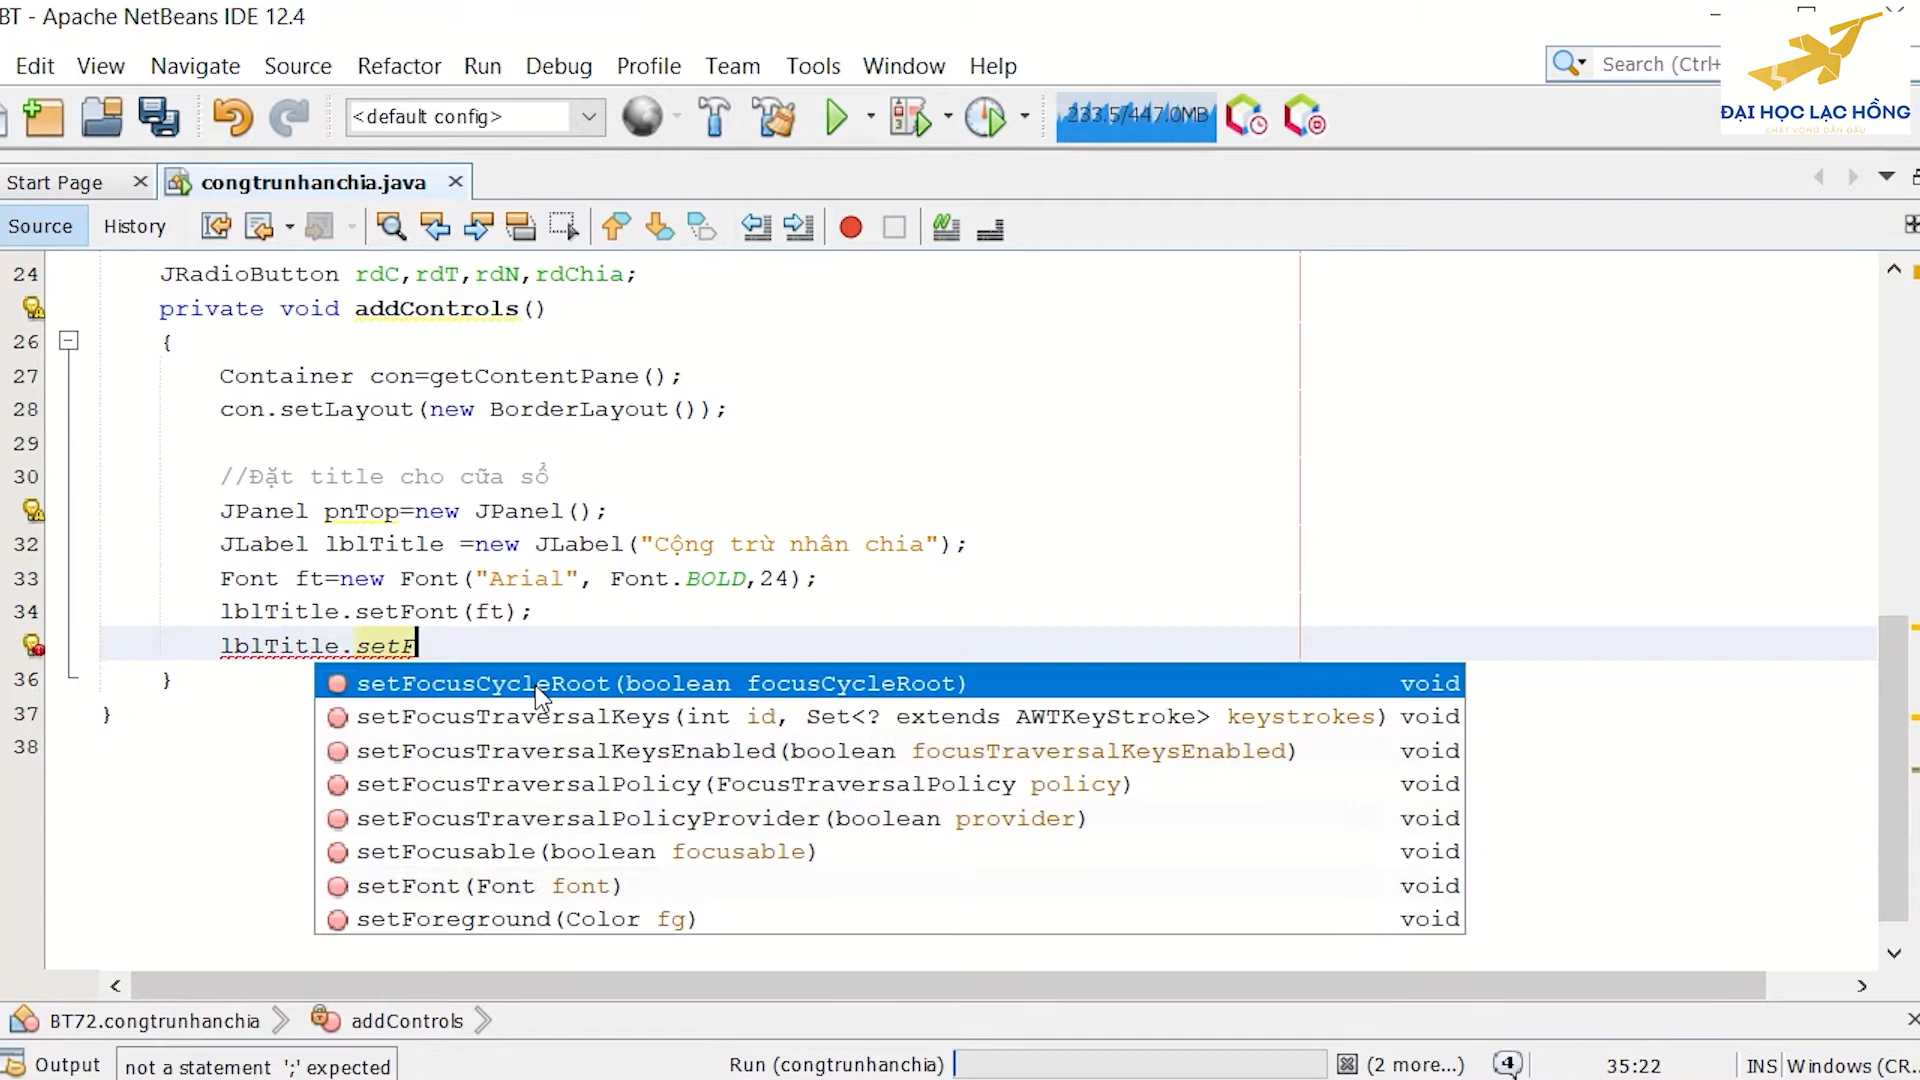 BT - Apache NetBeans IDE 12.4
Edit View Navigate Source Refactor Run Debug Profile Team Tools Window Help
Search (Ctrl+
<default config>
233.5/447.0MB
ĐẠI HỌC LẠC HỒNG
KHÁT VỌNG DẪN ĐẦU
Start Page
congtrunhanchia.java
Source History
24 JRadioButton rdC,rdT,rdN,rdChia;
private void addControls()
26 {
27 Container con=getContentPane();
28 con.setLayout(new BorderLayout());
29
30 //Đặt title cho cữa sổ
JPanel pnTop=new JPanel();
32 JLabel lblTitle =new JLabel("Cộng trừ nhân chia");
33 Font ft=new Font("Arial", Font.BOLD,24);
34 lblTitle.setFont(ft);
lblTitle.setF
36 }
37 }
38
setFocusCycleRoot(boolean focusCycleRoot) void
setFocusTraversalKeys(int id, Set<? extends AWTKeyStroke> keystrokes) void
setFocusTraversalKeysEnabled(boolean focusTraversalKeysEnabled) void
setFocusTraversalPolicy(FocusTraversalPolicy policy) void
setFocusTraversalPolicyProvider(boolean provider) void
setFocusable(boolean focusable) void
setFont(Font font) void
setForeground(Color fg) void
BT72.congtrunhanchia addControls
Output not a statement ';' expected Run (congtrunhanchia) (2 more...) 4 35:22 INS Windows (CR..